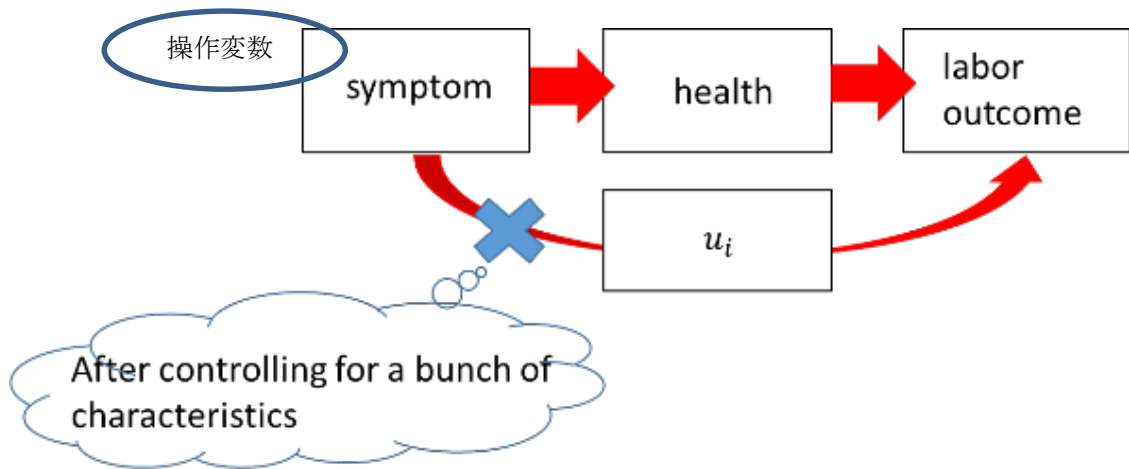 操作変数
symptom
health
labor
outcome
u_i
After controlling for a bunch of
characteristics